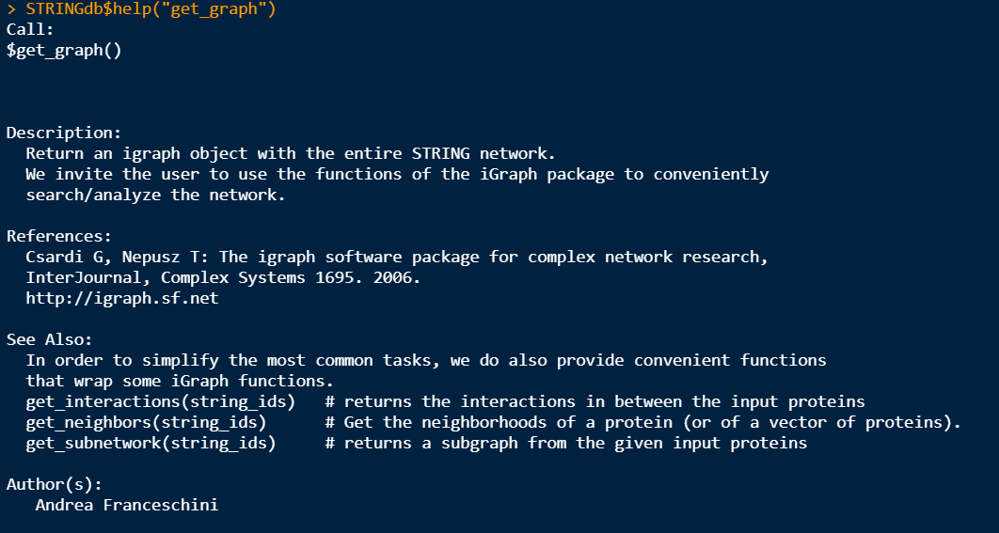 > STRINGdb$help("get_graph")
Call:
$get_graph()
Description:
Return an igraph object with the entire STRING network.
We invite the user to use the functions of the iGraph package to conveniently
search/analyze the network.
References:
Csardi G, Nepusz T: The igraph software package for complex network research,
InterJournal, Complex Systems 1695. 2006.
http://igraph.sf.net
See Also:
In order to simplify the most common tasks, we do also provide convenient functions
that wrap some iGraph functions.
get_interactions(string_ids)   # returns the interactions in between the input proteins
get_neighbors(string_ids)      # Get the neighborhoods of a protein (or of a vector of proteins).
get_subnetwork(string_ids)     # returns a subgraph from the given input proteins
Author(s):
Andrea Franceschini